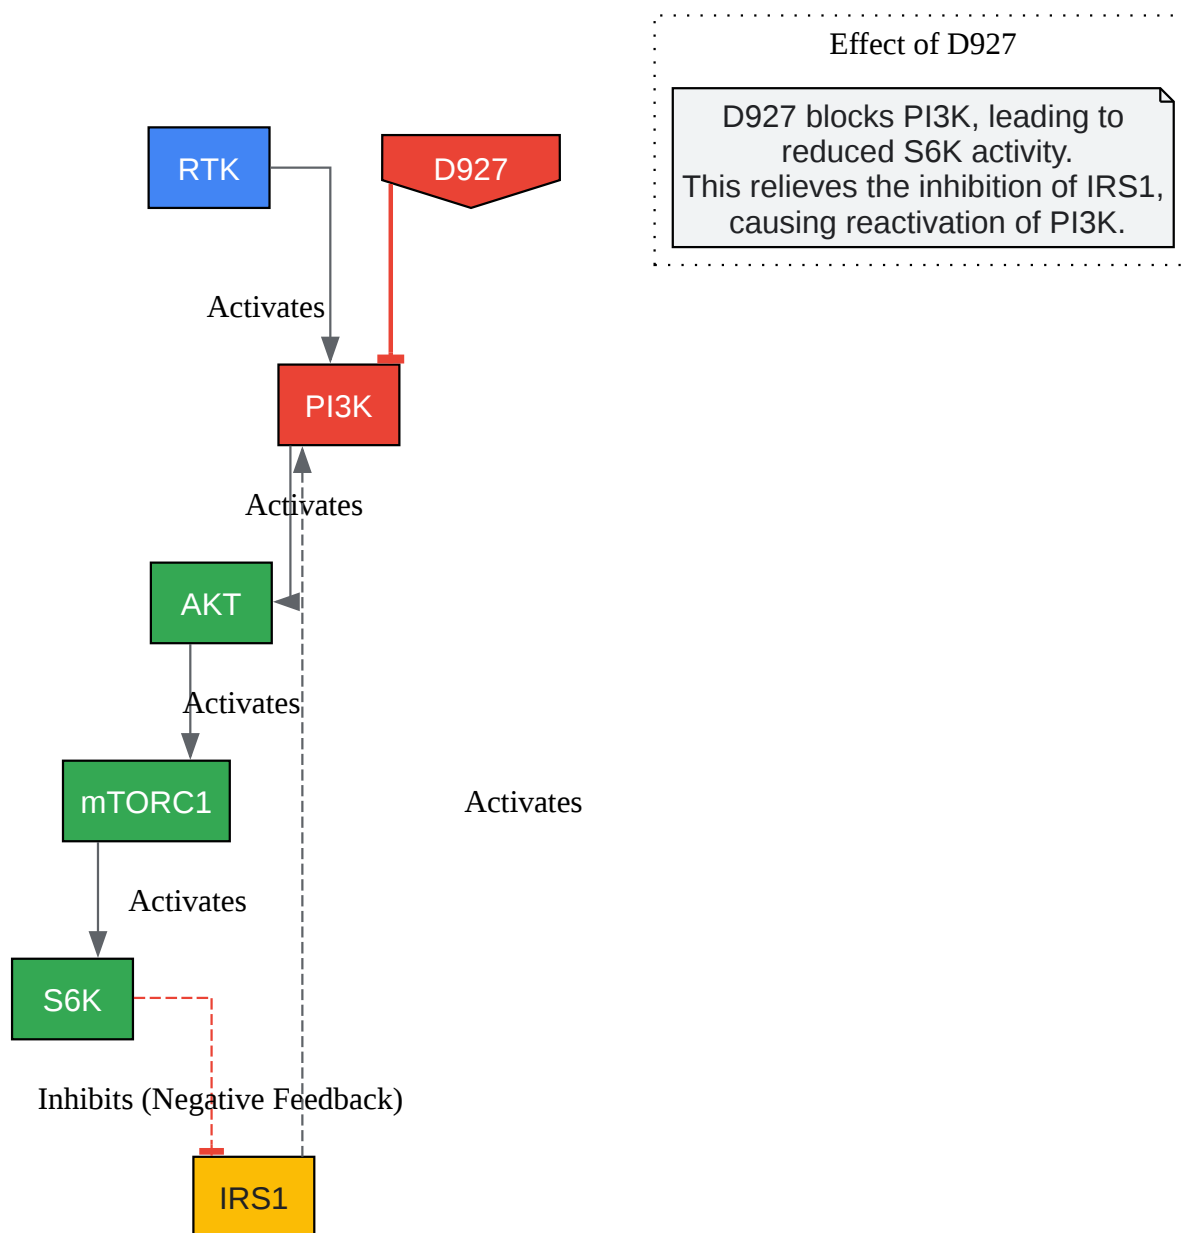 Effect of D927
D927 blocks PI3K, leading to
reduced S6K activity.
This relieves the inhibition of IRS1,
causing reactivation of PI3K.
RTK
D927
Activates
PI3K
Activates
AKT
Activates
mTORC1
Activates
Activates
S6K
Inhibits (Negative Feedback)
IRS1